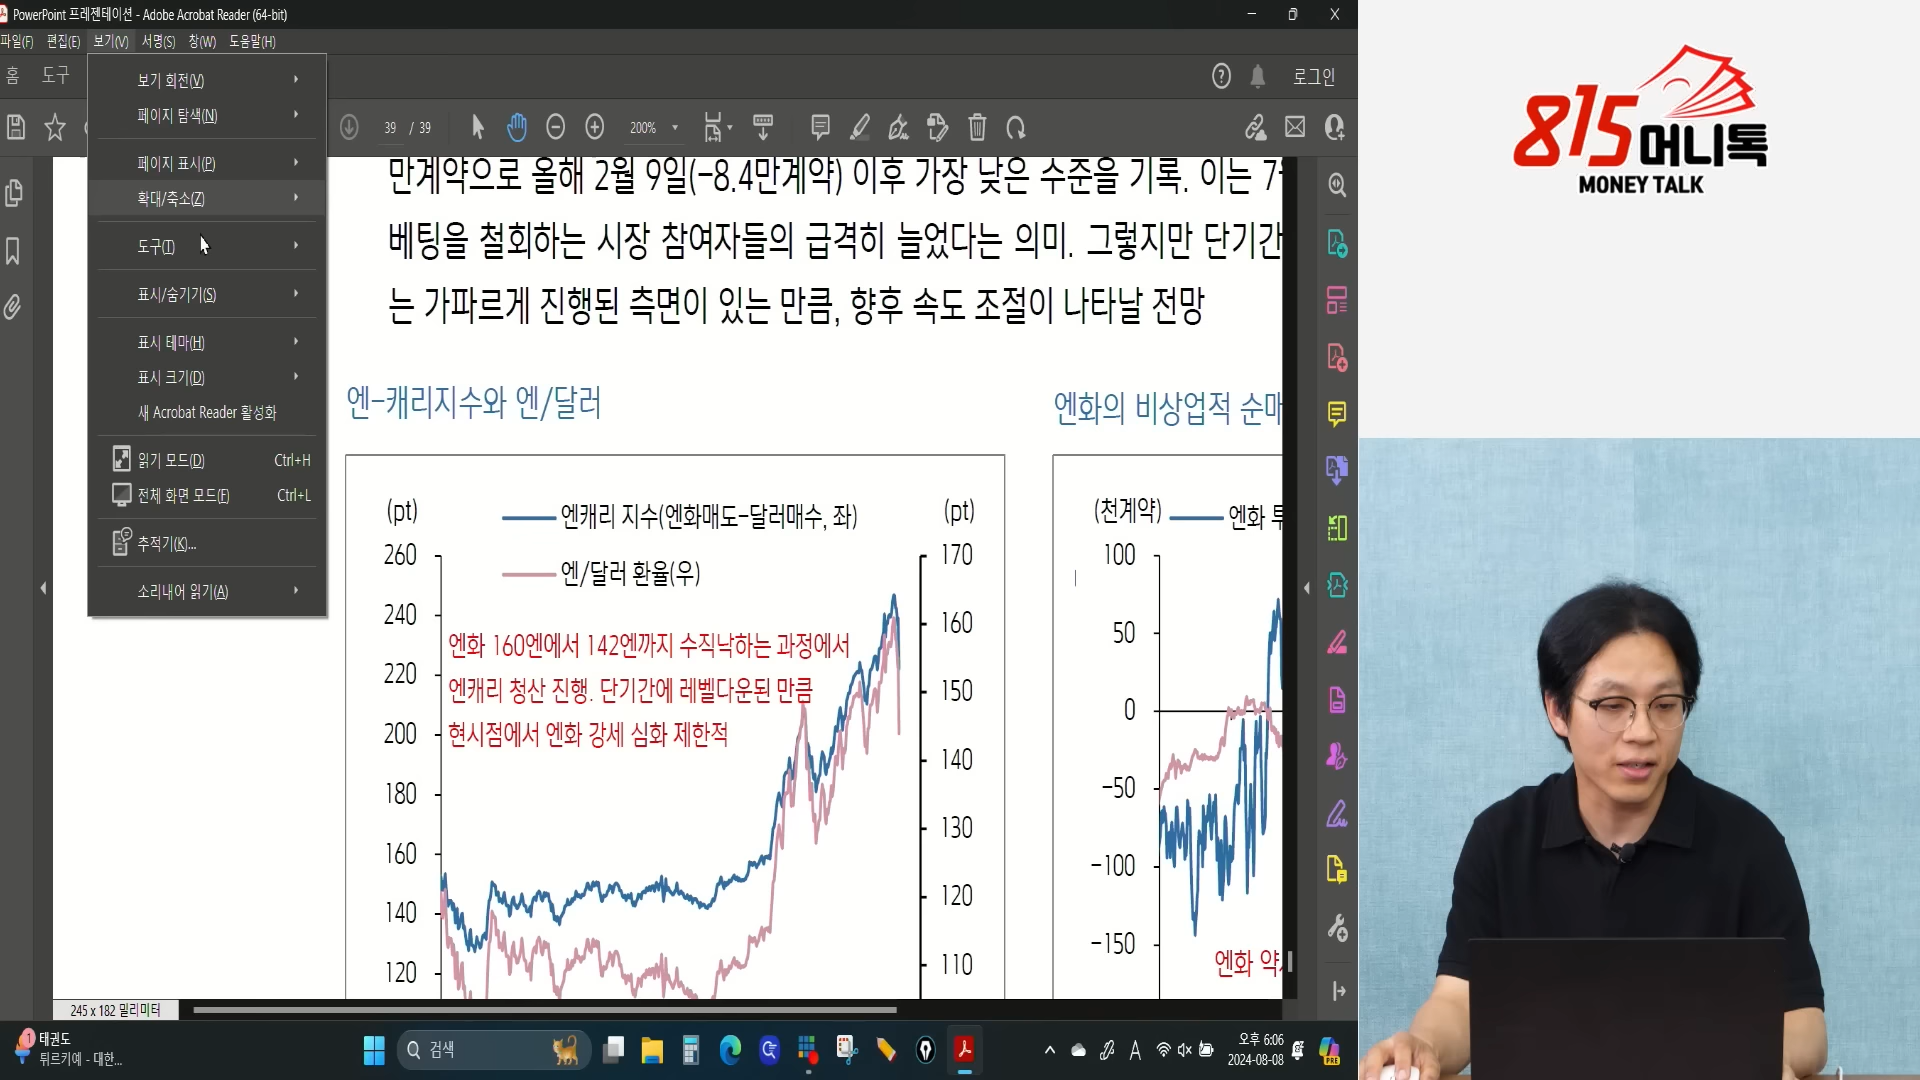 PowerPoint 프레젠테이션 - Adobe Acrobat Reader (64-bit)
파일(F) 편집(E) 보기(V) 서명(S) 창(W) 도움말(H)
홈 도구
로그인
보기 회전(V)
페이지 탐색(N)
페이지 표시(P)
확대/축소(Z)
도구(T)
표시/숨기기(S)
표시 테마(H)
표시 크기(D)
새 Acrobat Reader 활성화
읽기 모드(D) Ctrl+H
전체 화면 모드(F) Ctrl+L
추적기(K)...
소리내어 읽기(A)
39 / 39
200%
만계약으로 올해 2월 9일(-8.4만계약) 이후 가장 낮은 수준을 기록. 이는 7
베팅을 철회하는 시장 참여자들의 급격히 늘었다는 의미. 그렇지만 단기간
는 가파르게 진행된 측면이 있는 만큼, 향후 속도 조절이 나타날 전망
엔-캐리지수와 엔/달러
(pt)
엔캐리 지수(엔화매도-달러매수, 좌)
(pt)
엔/달러 환율(우)
260
240
220
200
180
160
140
120
170
160
150
140
130
120
110
엔화 160엔에서 142엔까지 수직낙하는 과정에서
엔캐리 청산 진행. 단기간에 레벨다운된 만큼
현시점에서 엔화 강세 심화 제한적
엔화의 비상업적 순매
(천계약)
엔화 투
100
50
0
-50
-100
-150
엔화 약
245 x 182 밀리미터
1
태권도
튀르키예 - 대한...
검색
A
오후 6:06
2024-08-08
PRE
815
머니톡
MONEY TALK